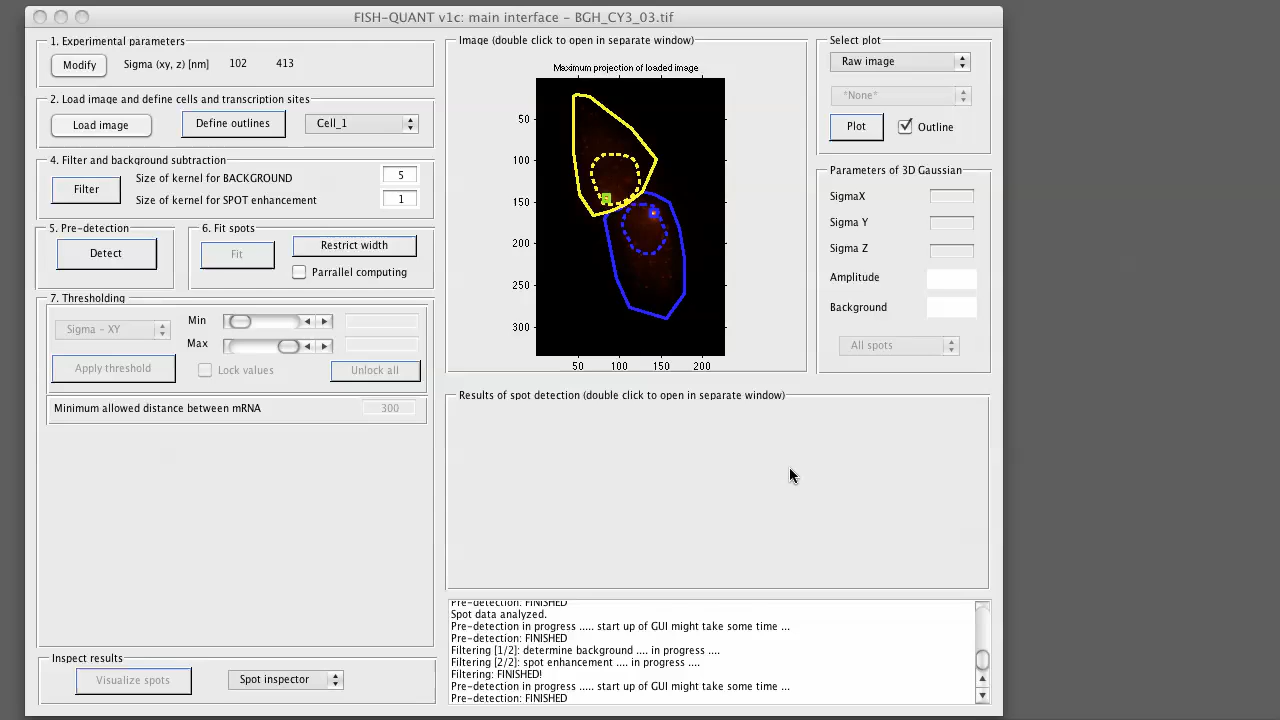 FISH-QUANT v1c: main interface - BGH_CY3_03.tif
1. Experimental parameters
Modify
Sigma (xy, z) [nm] 102 413
2. Load image and define cells and transcription sites
Load image
Define outlines
Cell_1
4. Filter and background subtraction
Filter
Size of kernel for BACKGROUND 5
Size of kernel for SPOT enhancement 1
5. Pre-detection
Detect
6. Fit spots
Fit
Restrict width
Parrallel computing
7. Thresholding
Sigma - XY
Min
Max
Apply threshold
Lock values
Unlock all
Minimum allowed distance between mRNA 300
Inspect results
Visualize spots
Spot inspector
Image (double click to open in separate window)
Maximum projection of loaded image
50
100
150
200
250
300
50 100 150 200
Select plot
Raw image
*None*
Plot
Outline
Parameters of 3D Gaussian
SigmaX
Sigma Y
Sigma Z
Amplitude
Background
All spots
Results of spot detection (double click to open in separate window)
Pre-detection: FINISHED
Spot data analyzed.
Pre-detection in progress ..... start up of GUI might take some time ...
Pre-detection: FINISHED
Filtering [1/2]: determine background .... in progress ....
Filtering [2/2]: spot enhancement .... in progress ....
Filtering: FINISHED!
Pre-detection in progress ..... start up of GUI might take some time ...
Pre-detection: FINISHED